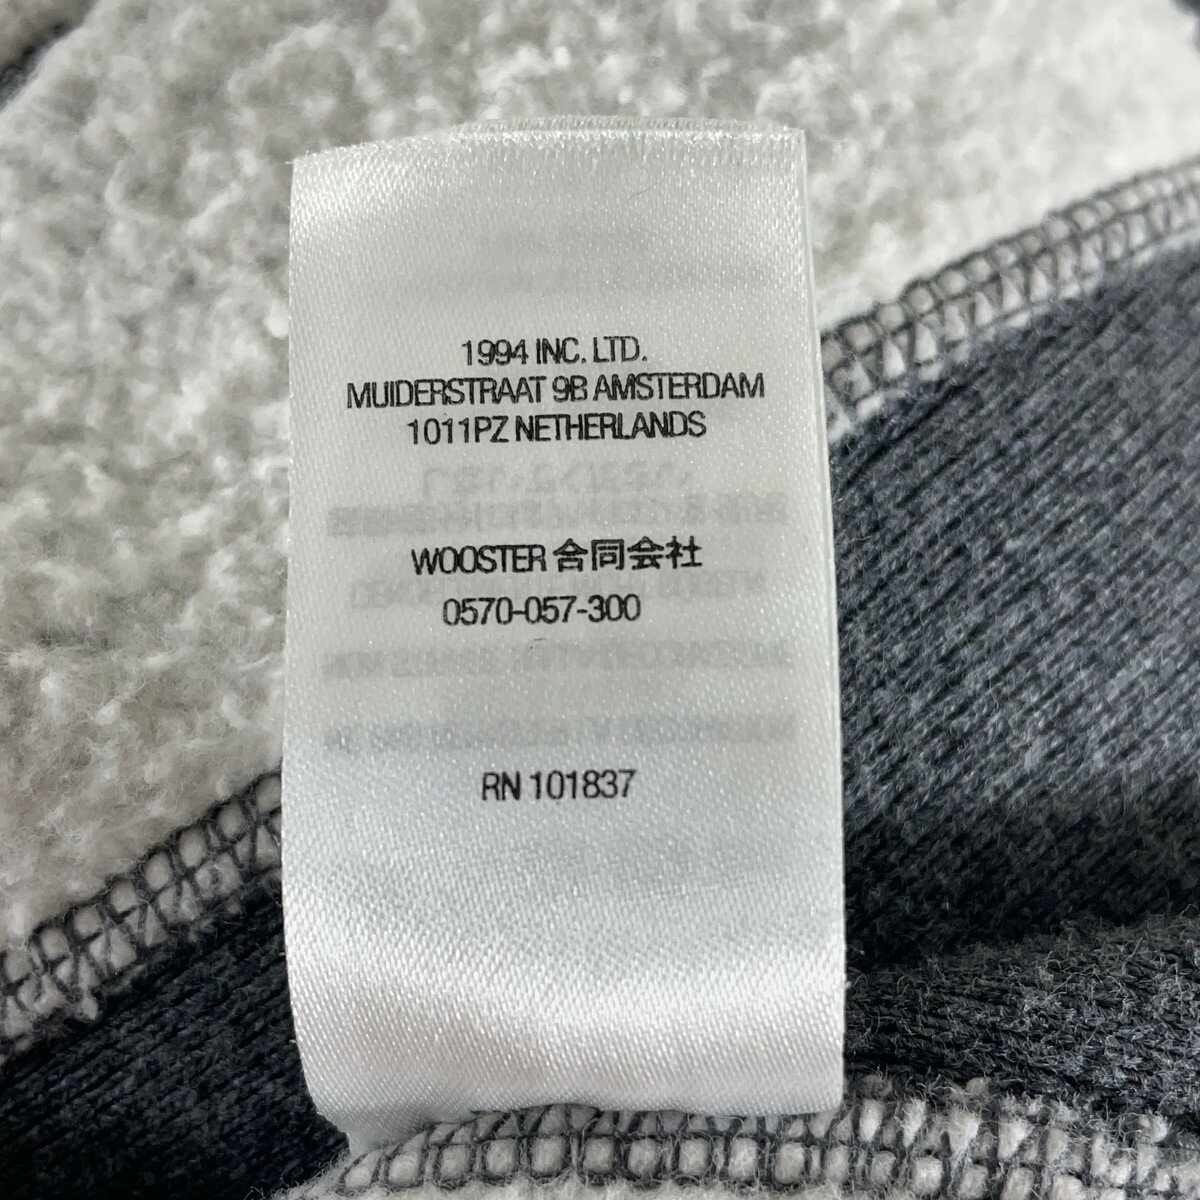 1994 INC. LTD.
MUIDERSTRAAT 9B AMSTERDAM
1011PZ NETHERLANDS
WOOSTER 合同会社
0570-057-300
RN 101837